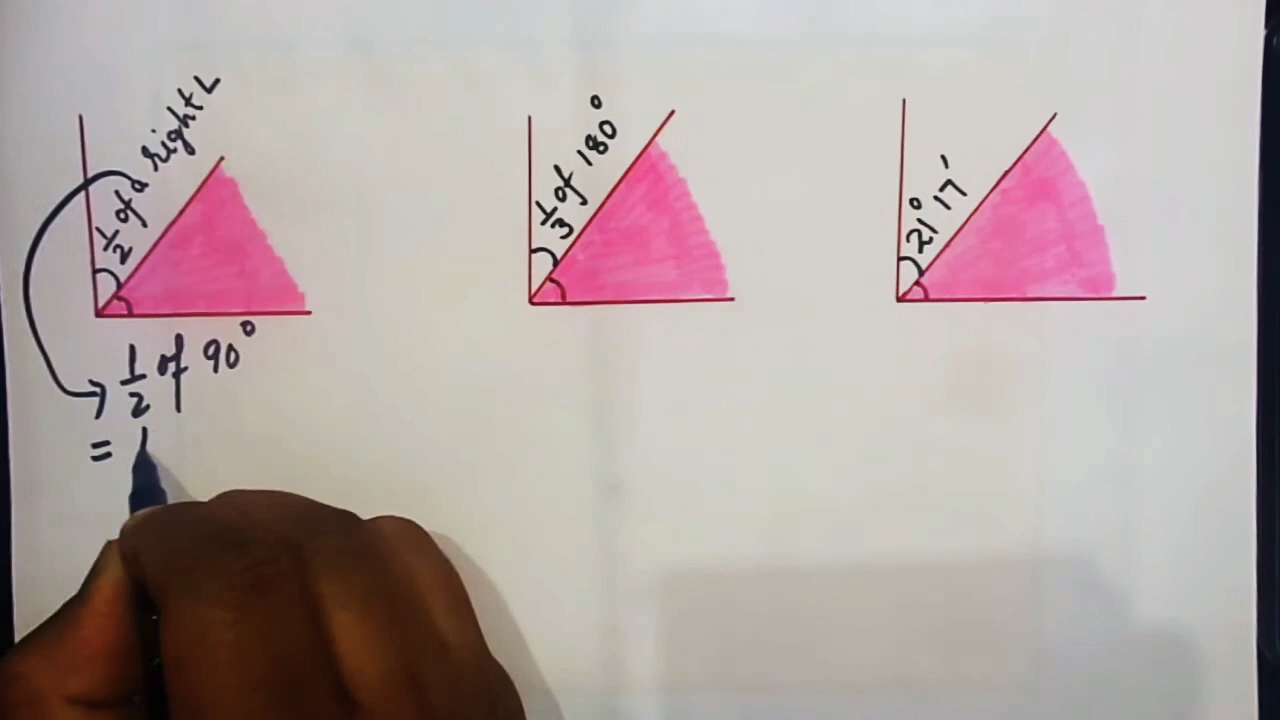 ½ of a right L
⅓ of 180°
21° 17′
½ of 90°
= 1